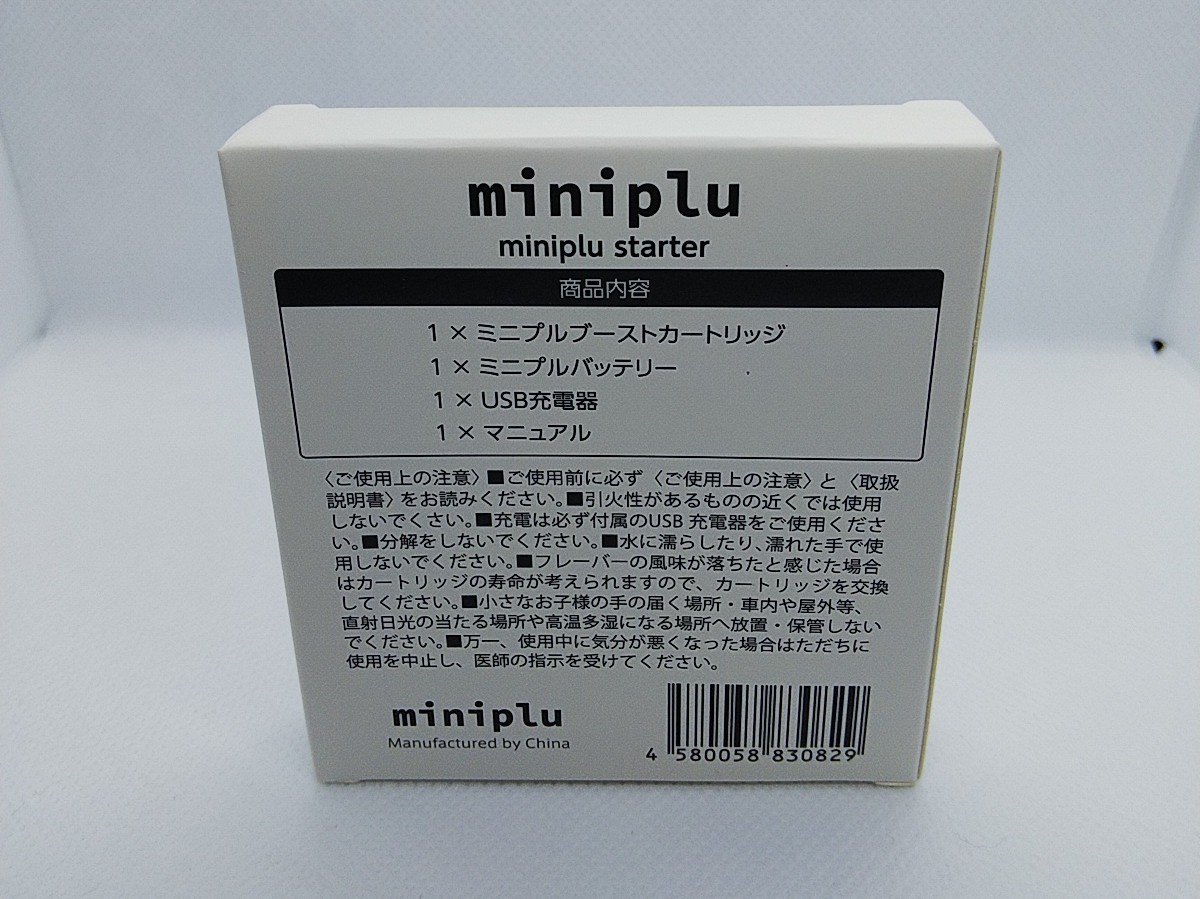 miniplu
miniplu starter
商品内容
1 × ミニプルブーストカートリッジ
1 × ミニプルバッテリー
1 × USB充電器
1 × マニュアル
〈ご使用上の注意〉■ご使用前に必ず〈ご使用上の注意〉と〈取扱
説明書〉をお読みください。■引火性があるものの近くでは使用
しないでくさい。■充電は必ず付属のUSB 充電器をご使用くださ
い。■分解をしないでください。■水に濡らしたり、濡れた手で使
用しないでください。■フレーバーの風味が落ちたと感じた場合
はカートリッジの寿命が考えられますので、カートリッジを交換
してください。■小さなお子様の手の届く場所・車内や屋外等、
直射日光の当たる場所や高温多湿になる場所へ放置・保管しない
でください。■万一、使用中に気分が悪くなった場合はただちに
使用を中止し、医師の指示を受けてください。
miniplu
Manufactured by China
4 580058 830829